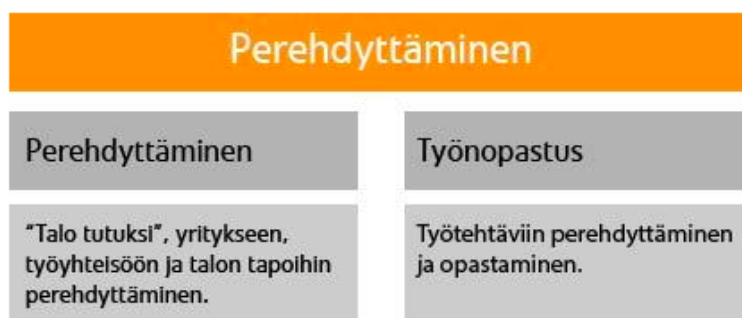 Perehdyttäminen
Perehdyttäminen
"Talo tutuksi", yritykseen,
työyhteisöön ja talon tapoihin
perehdyttäminen.
Työnopastus
Työtehtäviin perehdyttäminen
ja opastaminen.